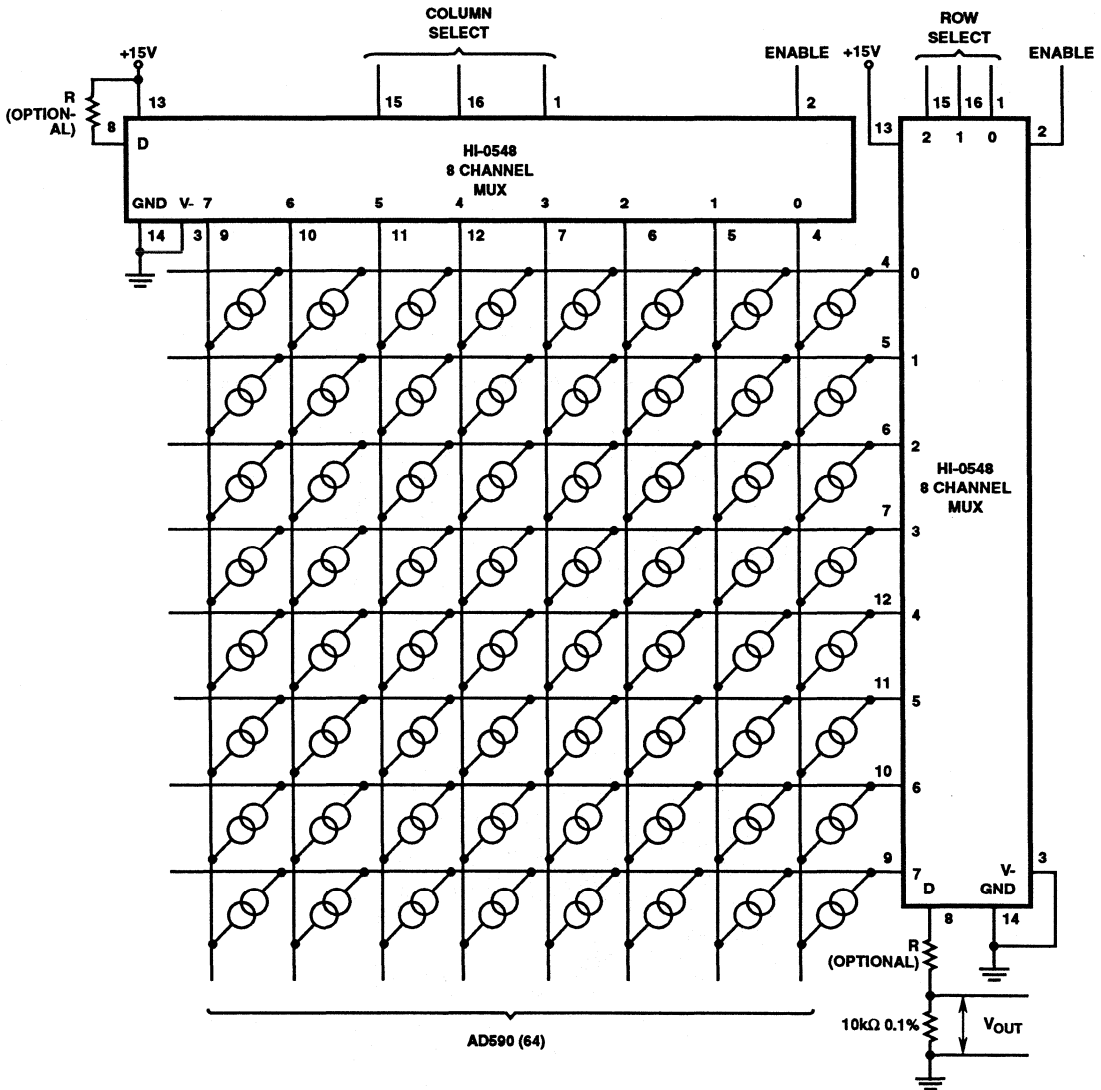 COLUMN
SELECT
ROW
SELECT
+15V
ENABLE
+15V
ENABLE
R
(OPTION-
AL)
13
8
15
16
1
2
15
16
1
13
2
D
HI-0548
8 CHANNEL
MUX
2
1
0
GND
V-
7
6
5
4
3
2
1
0
14
3
9
10
11
12
7
6
5
4
4
0
5
1
6
2
HI-0548
8 CHANNEL
MUX
7
3
12
4
11
5
10
6
9
7
3
V-
D
GND
8
14
R
(OPTIONAL)
10kΩ 0.1%
VOUT
AD590 (64)